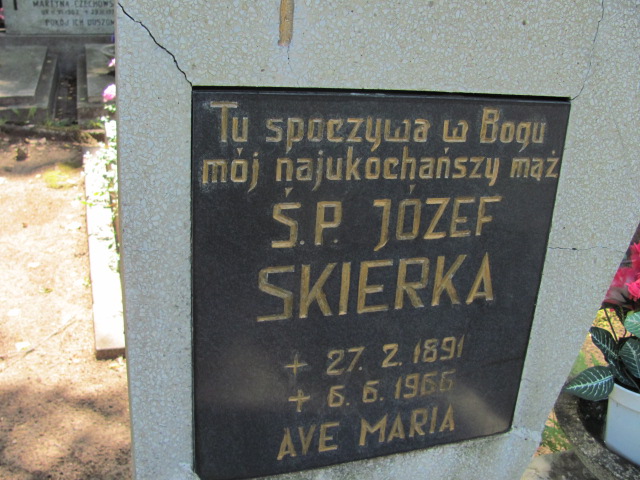 Tu spoczywa w Bogu
mój najukochańszy mąż
Ś.P. JÓZEF
SKIERKA
+ 27. 2. 1891
+ 6. 6. 1966
AVE MARIA